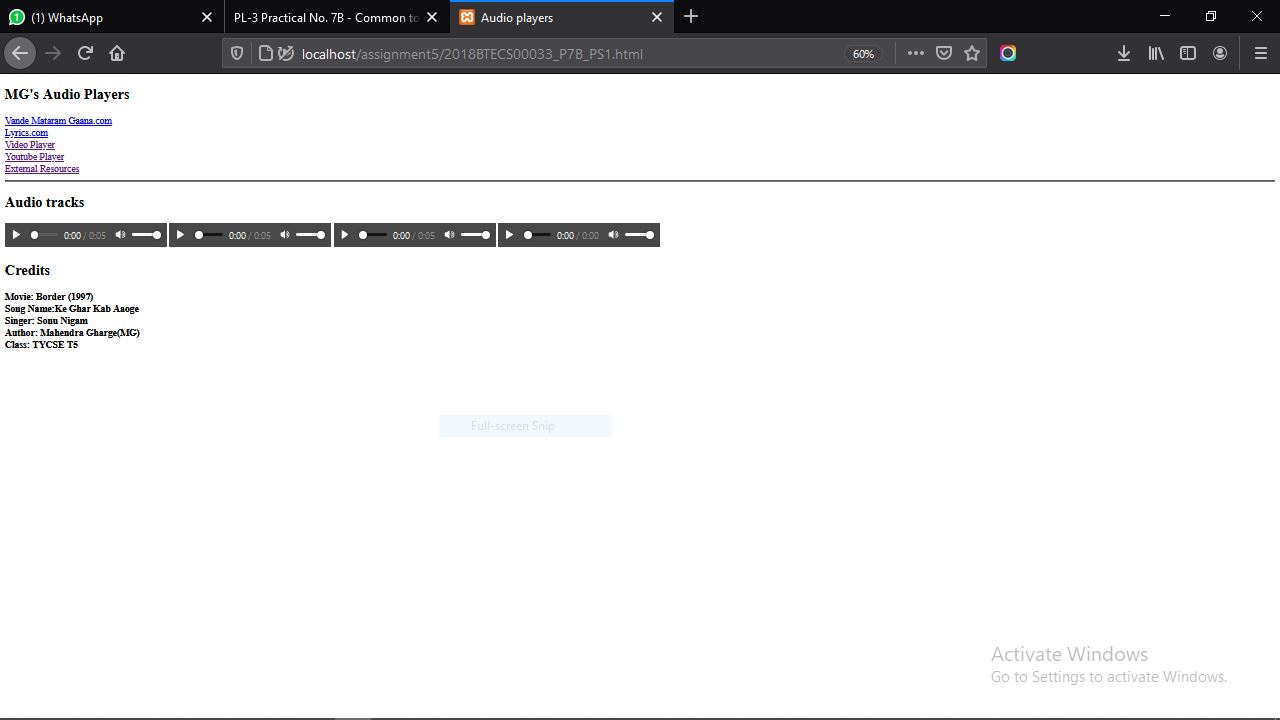 (1) WhatsApp
PL-3 Practical No. 7B - Common to
Audio players
localhost/assignment5/2018BTECS00033_P7B_PS1.html
60%
MG's Audio Players
Vande Mataram Gaana.com
Lyrics.com
Video Player
Youtube Player
External Resources
Audio tracks
0:00 / 0:05 0:00 / 0:05 0:00 / 0:05 0:00 / 0:00
Credits
Movie: Border (1997)
Song Name:Ke Ghar Kab Aaoge
Singer: Sonu Nigam
Author: Mahendra Gharge(MG)
Class: TYCSE T5
Full-screen Snip
Activate Windows
Go to Settings to activate Windows.